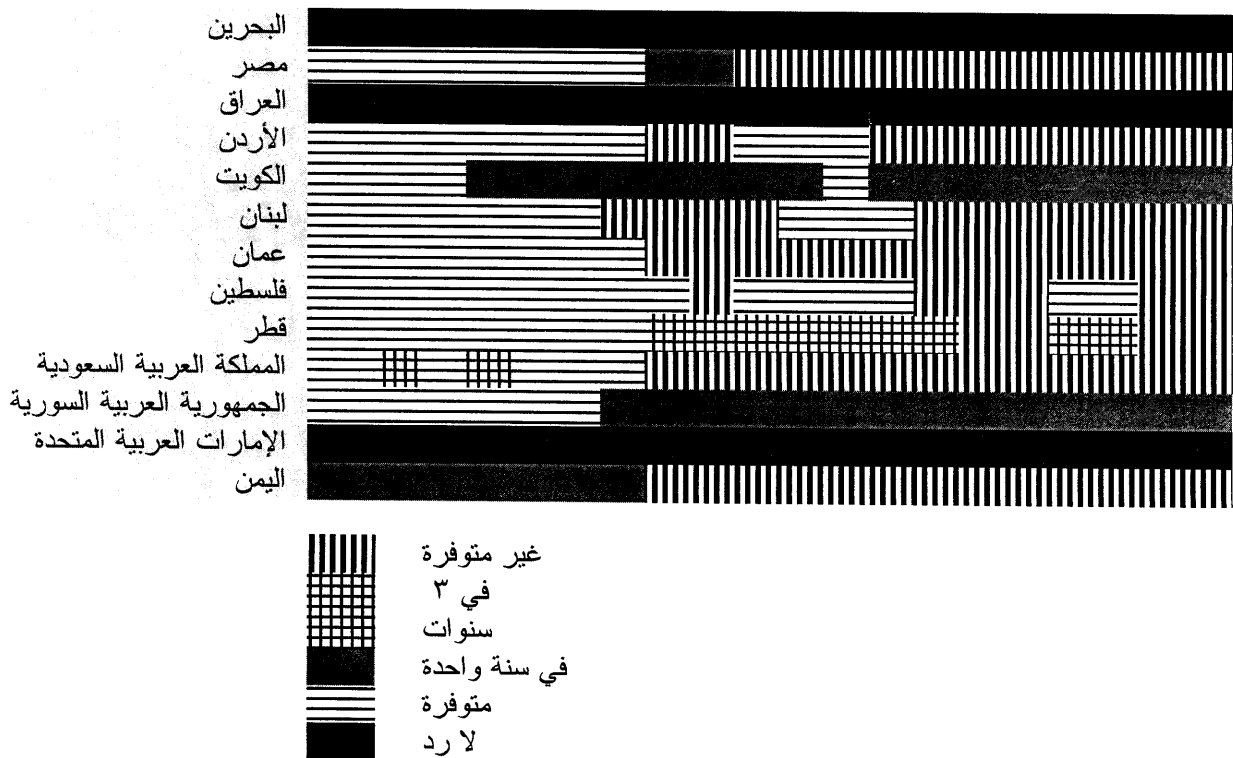 البحرين
مصر
العراق
الأردن
الكويت
لبنان
عمان
فلسطين
قطر
المملكة العربية السعودية
الجمهورية العربية السورية
الإمارات العربية المتحدة
اليمن
غير متوفرة
في ٣
سنوات
في سنة واحدة
متوفرة
لا رد